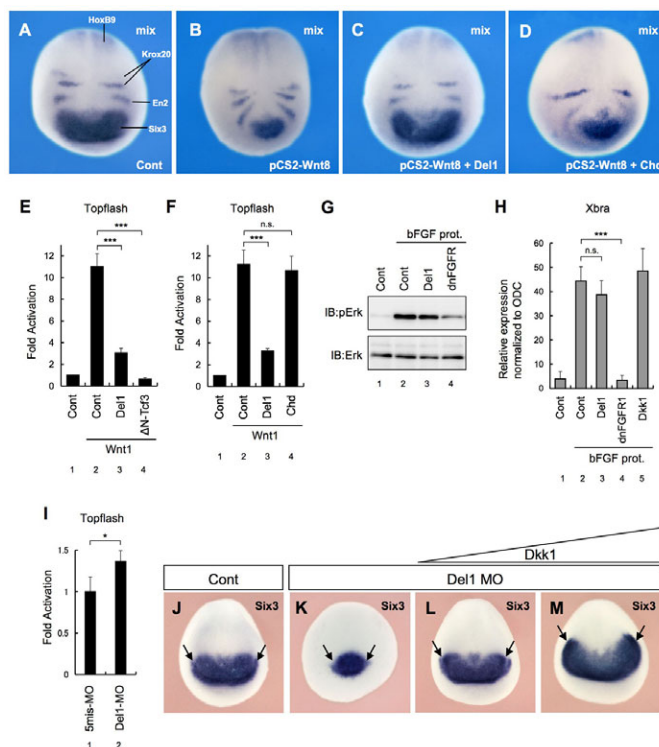 A
HoxB9
mix
Krox20
En2
Six3
Cont
B
mix
pCS2-Wnt8
C
mix
pCS2-Wnt8 + Del1
D
mix
pCS2-Wnt8 + Chd
E
Topflash
***
***
Fold Activation
12
10
8
6
4
2
0
Cont
Cont
Del1
ΔN-Tcf3
Wnt1
1 2 3 4
F
Topflash
n.s.
***
Fold Activation
14
12
10
8
6
4
2
0
Cont
Cont
Del1
Chd
Wnt1
1 2 3 4
G
bFGF prot.
Cont
Cont
Del1
dnFGFR
IB:pErk
IB:Erk
1 2 3 4
H
Xbra
***
n.s.
Relative expression
normalized to ODC
60
50
40
30
20
10
0
Cont
Cont
Del1
dnFGFR1
Dkk1
bFGF prot.
1 2 3 4 5
I
Topflash
*
Fold Activation
1.5
1
0.5
0
5mis-MO
Del1-MO
1 2
Dkk1
Cont
Del1 MO
J
Six3
K
Six3
L
Six3
M
Six3